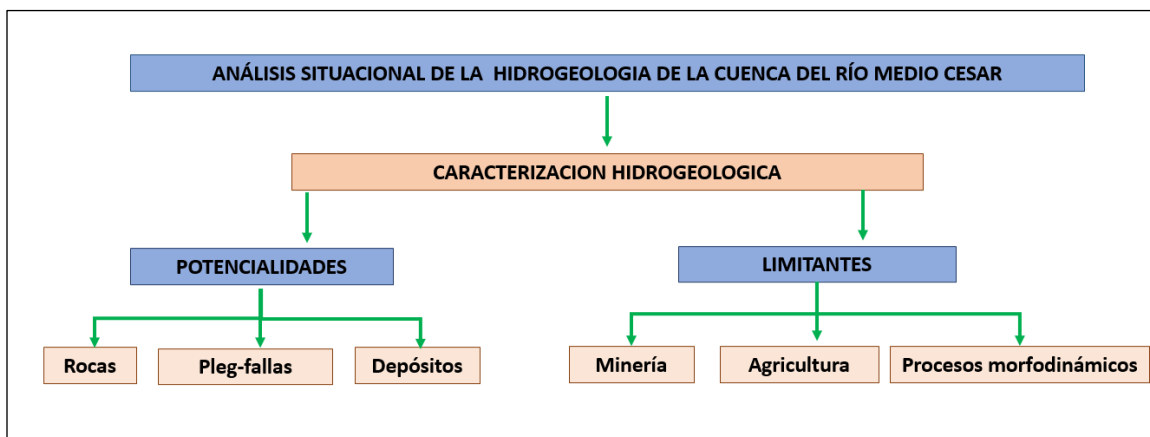 ANÁLISIS SITUACIONAL DE LA HIDROGEOLOGIA DE LA CUENCA DEL RÍO MEDIO CESAR
CARACTERIZACION HIDROGEOLOGICA
POTENCIALIDADES
LIMITANTES
Rocas
Pleg-fallas
Depósitos
Minería
Agricultura
Procesos morfodinámicos